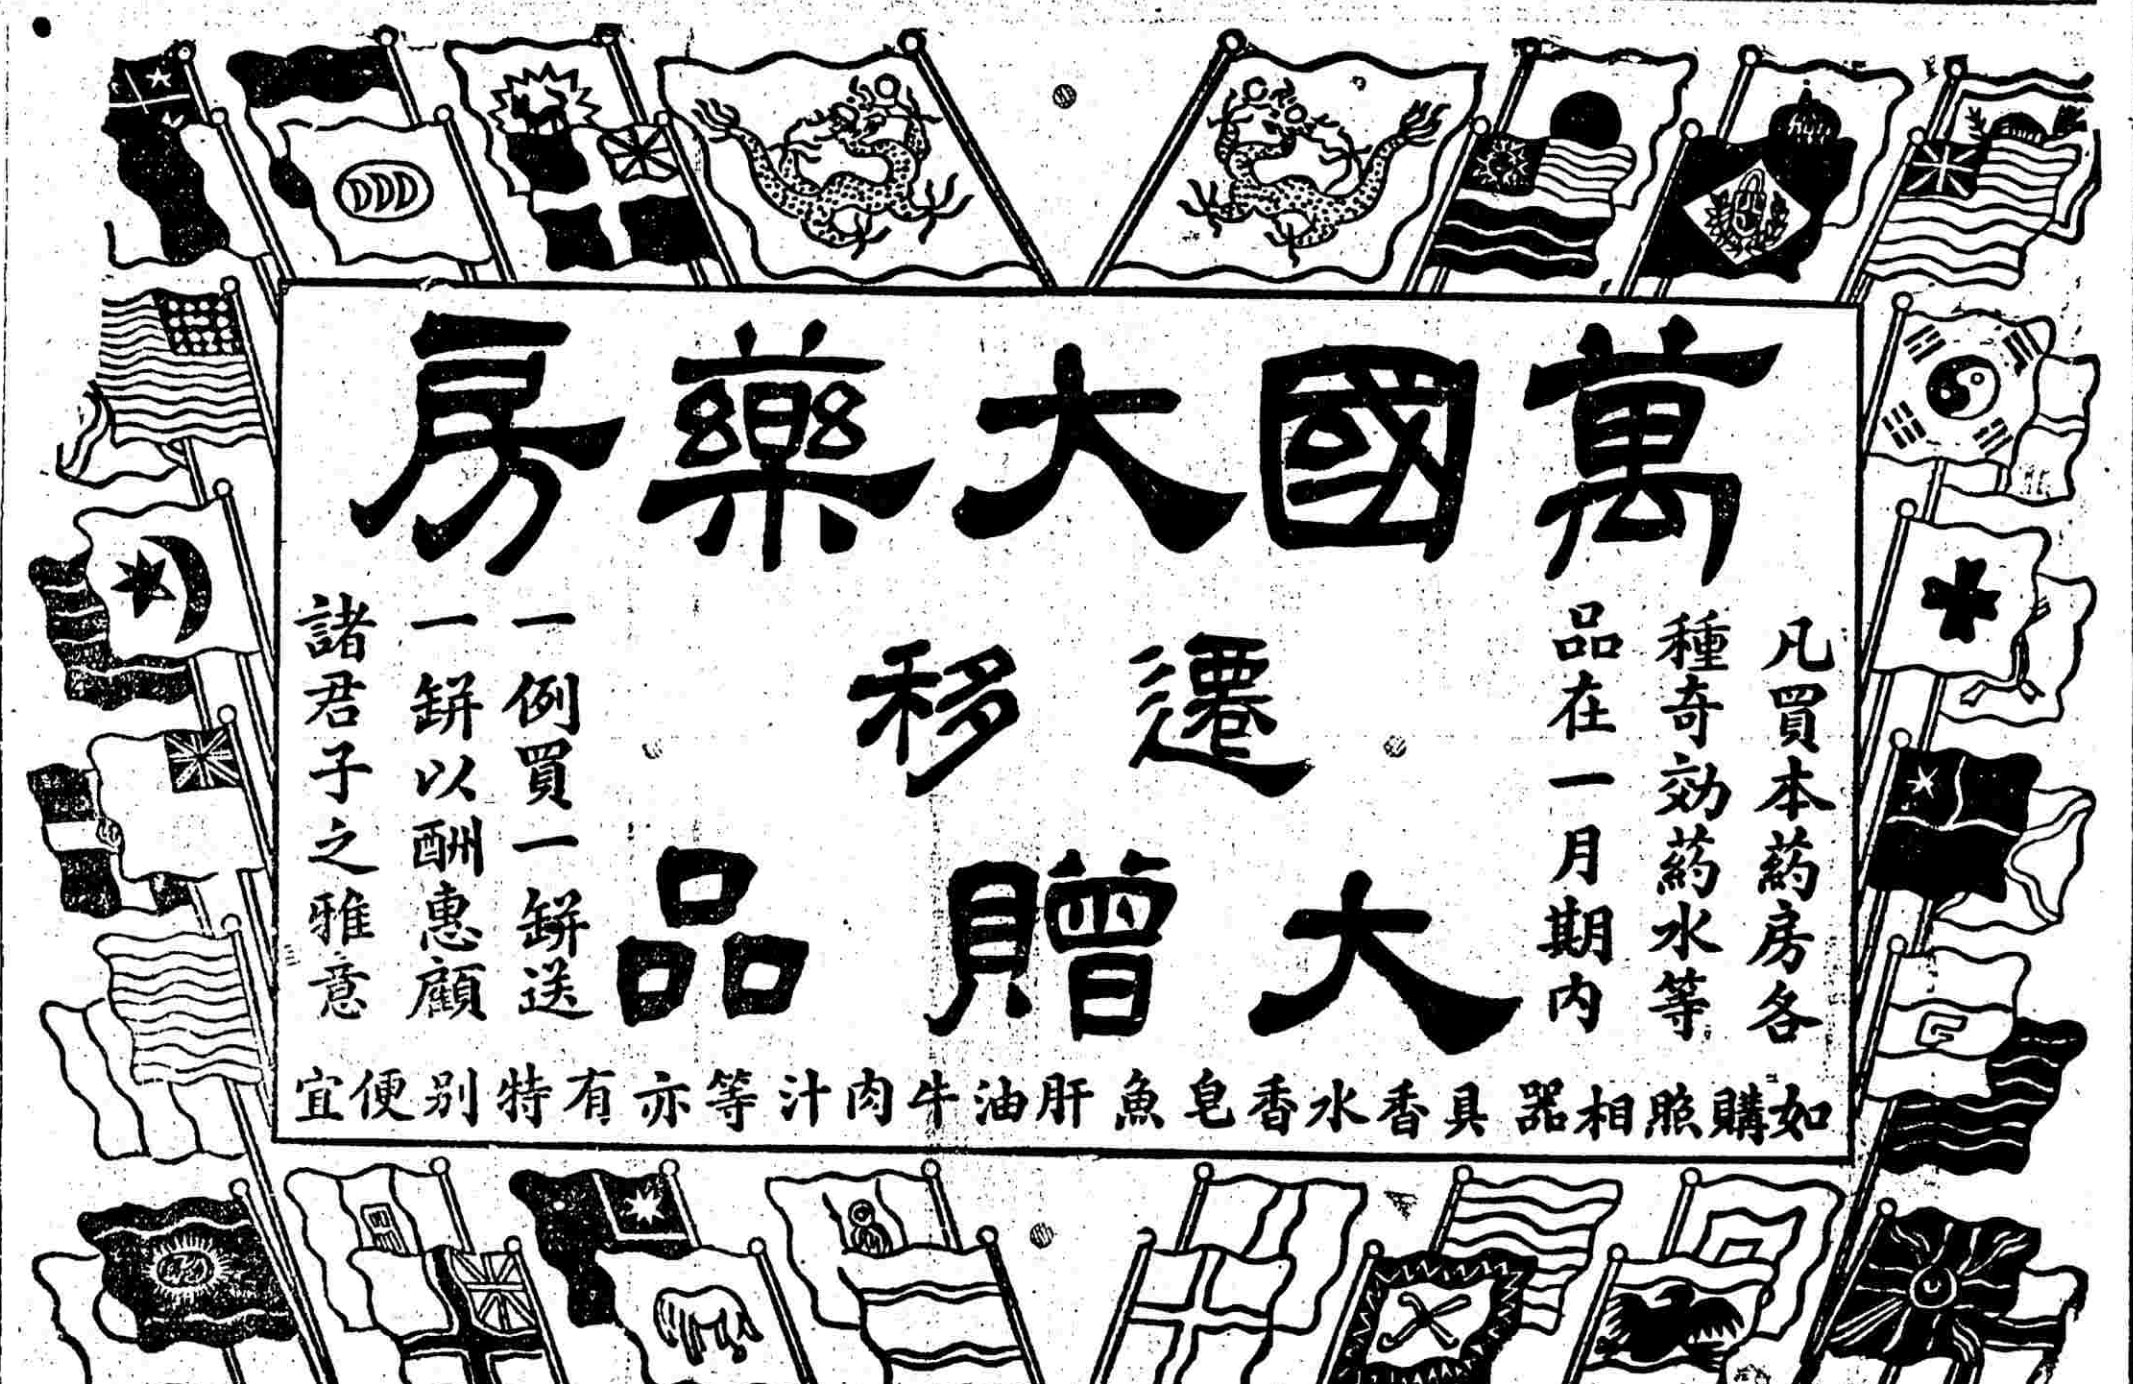 萬國大藥房
遷移
大贈品
凡買本葯房各
種奇効葯水等
品在一月期内
一例買一缾送
一缾以酬惠顧
諸君子之雅意
如購照相器具香水香皂魚肝油牛肉汁等亦有特別便宜